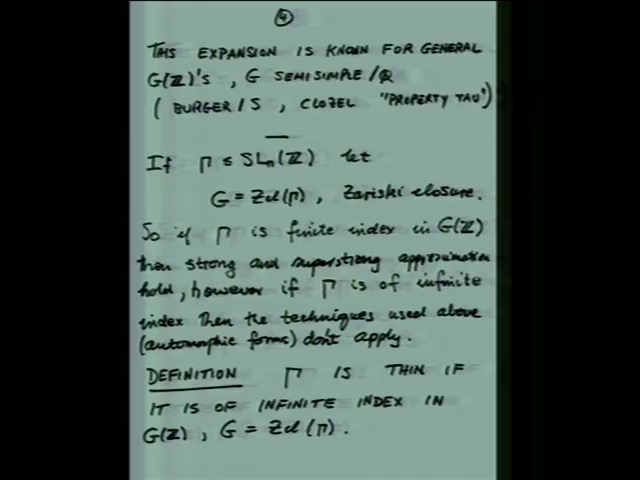 ④
THIS EXPANSION IS KNOWN FOR GENERAL
G(ℤ)'s , G SEMISIMPLE/ℚ
( BURGER/S , CLOZEL "PROPERTY TAU")
If Γ ≤ SLₙ(ℤ) let
G = Zcl(Γ) , Zariski closure.
So if Γ is finite index in G(ℤ)
then strong and superstrong approximation
hold, however if Γ is of infinite
index then the techniques used above
(automorphic forms) don't apply.
DEFINITION Γ IS THIN IF
IT IS OF INFINITE INDEX IN
G(ℤ) , G = Zcl(Γ).